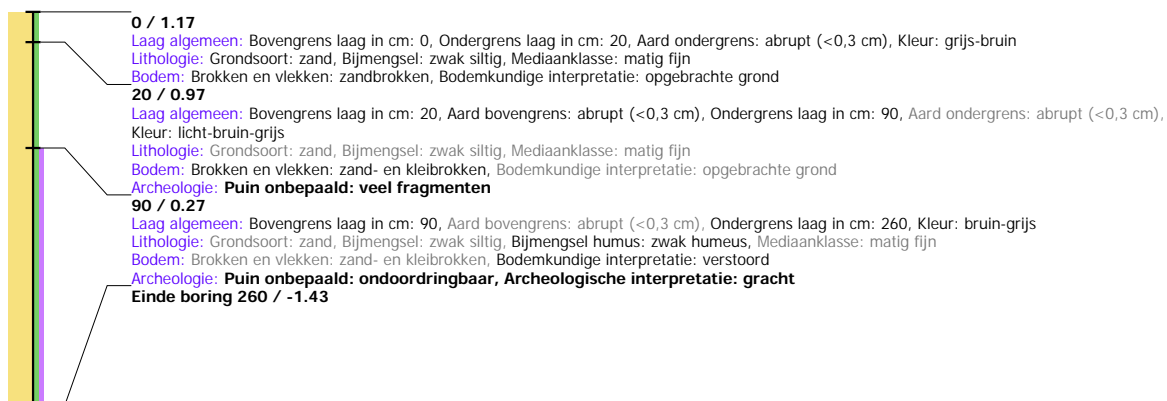 0 / 1.17
Laag algemeen: Bovengrens laag in cm: 0, Ondergrens laag in cm: 20, Aard ondergrens: abrupt (<0,3 cm), Kleur: grijs-bruin
Lithologie: Grondsoort: zand, Bijmengsel: zwak siltig, Mediaanklasse: matig fijn
Bodem: Brokken en vlekken: zandbrokken, Bodemkundige interpretatie: opgebrachte grond
20 / 0.97
Laag algemeen: Bovengrens laag in cm: 20, Aard bovengrens: abrupt (<0,3 cm), Ondergrens laag in cm: 90, Aard ondergrens: abrupt (<0,3 cm),
Kleur: licht-bruin-grijs
Lithologie: Grondsoort: zand, Bijmengsel: zwak siltig, Mediaanklasse: matig fijn
Bodem: Brokken en vlekken: zand- en kleibrokken, Bodemkundige interpretatie: opgebrachte grond
Archeologie: Puin onbepaald: veel fragmenten
90 / 0.27
Laag algemeen: Bovengrens laag in cm: 90, Aard bovengrens: abrupt (<0,3 cm), Ondergrens laag in cm: 260, Kleur: bruin-grijs
Lithologie: Grondsoort: zand, Bijmengsel: zwak siltig, Bijmengsel humus: zwak humeus, Mediaanklasse: matig fijn
Bodem: Brokken en vlekken: zand- en kleibrokken, Bodemkundige interpretatie: verstoord
Archeologie: Puin onbepaald: ondoordringbaar, Archeologische interpretatie: gracht
Einde boring 260 / -1.43